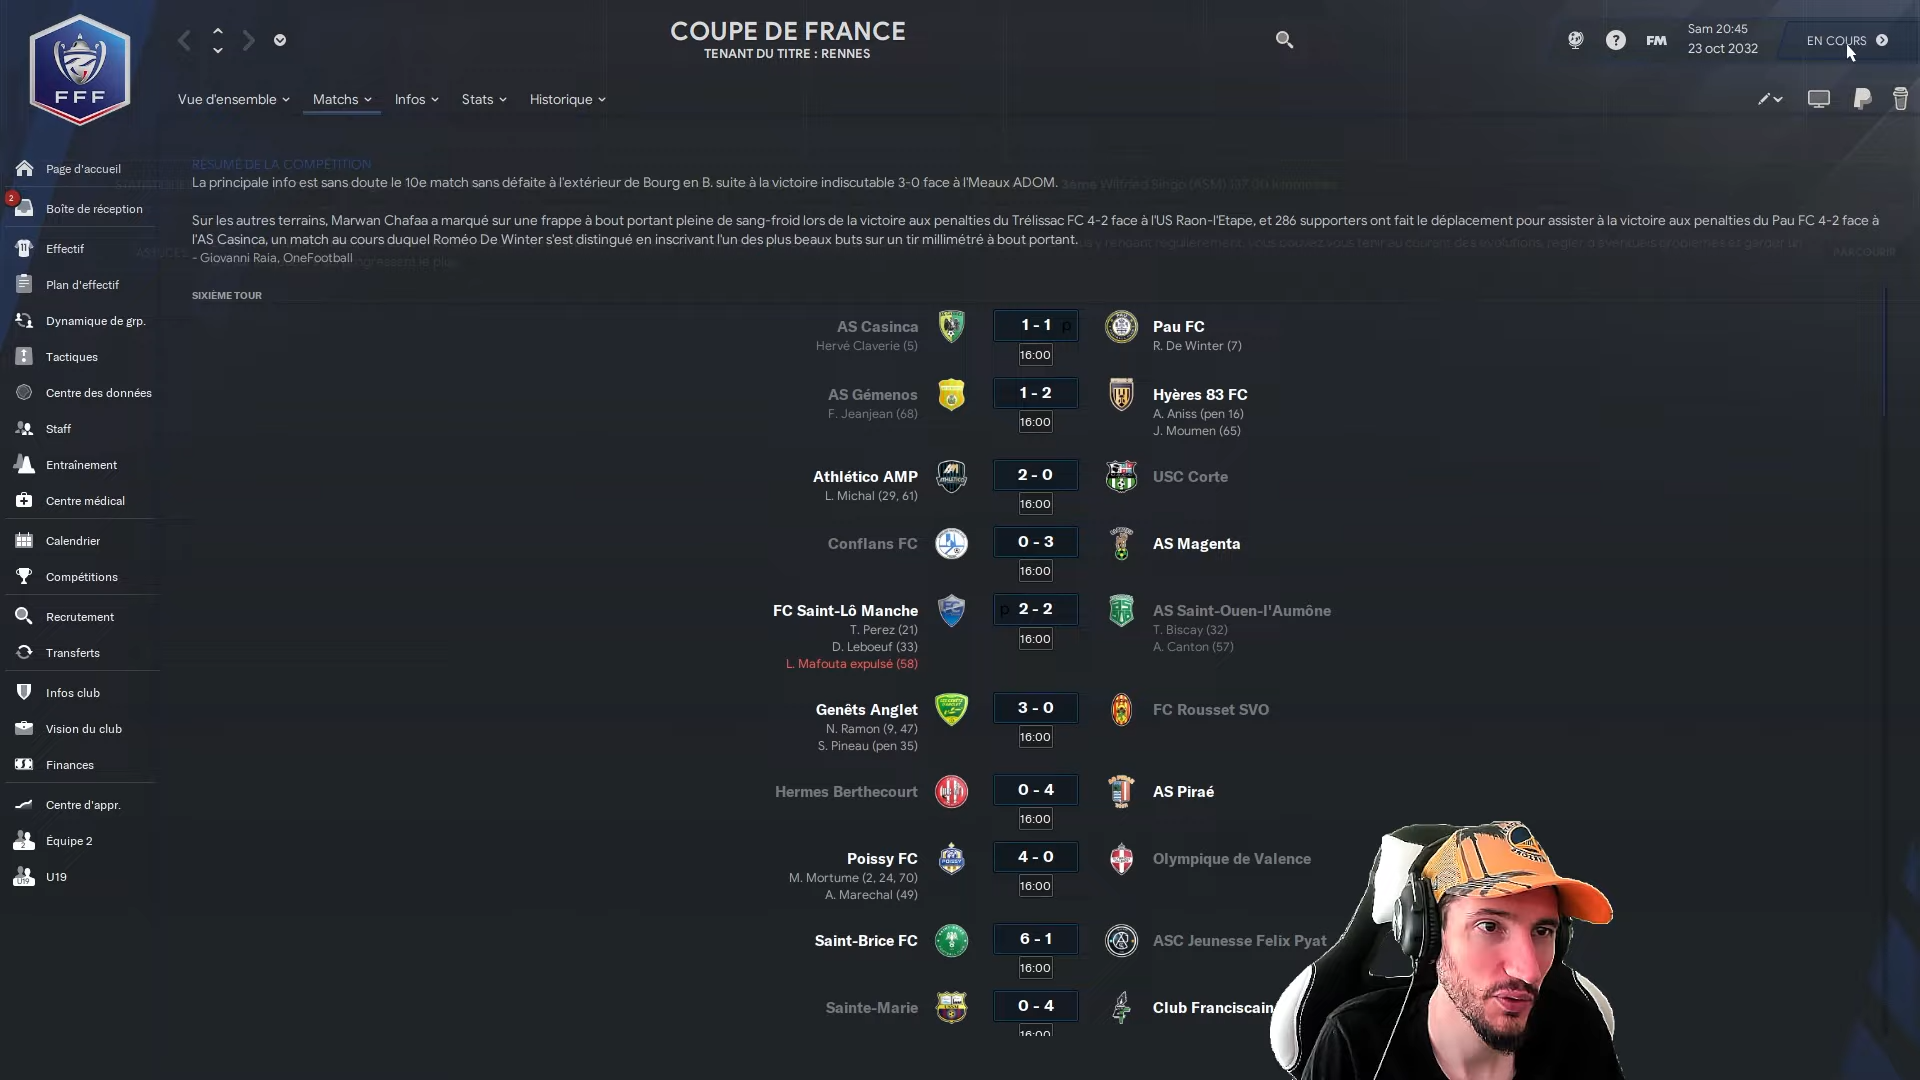 COUPE DE FRANCE
TENANT DU TITRE : RENNES
Sam 20:45
23 oct 2032
EN COURS
FM
FFF
Vue d'ensemble
Matchs
Infos
Stats
Historique
2
Page d'accueil
Boîte de réception
Effectif
Plan d'effectif
Dynamique de grp.
Tactiques
Centre des données
Staff
Entraînement
Centre médical
Calendrier
Compétitions
Recrutement
Transferts
Infos club
Vision du club
Finances
Centre d'appr.
Équipe 2
U19
RÉSUMÉ DE LA COMPÉTITION
La principale info est sans doute le 10e match sans défaite à l'extérieur de Bourg en B. suite à la victoire indiscutable 3-0 face à l'Meaux ADOM.
Sur les autres terrains, Marwan Chafaa a marqué sur une frappe à bout portant pleine de sang-froid lors de la victoire aux penalties du Trélissac FC 4-2 face à l'US Raon-l'Etape, et 286 supporters ont fait le déplacement pour assister à la victoire aux penalties du Pau FC 4-2 face à
l'AS Casinca, un match au cours duquel Roméo De Winter s'est distingué en inscrivant l'un des plus beaux buts sur un tir millimétré à bout portant.
- Giovanni Raia, OneFootball
PARCOURIR
SIXIÈME TOUR
AS Casinca 1 - 1 p Pau FC
Hervé Claverie (5) R. De Winter (7)
16:00
AS Gémenos 1 - 2 Hyères 83 FC
F. Jeanjean (68) A. Aniss (pen 16)
16:00 J. Moumen (65)
Athlético AMP 2 - 0 USC Corte
L. Michal (29, 61)
16:00
Conflans FC 0 - 3 AS Magenta
16:00
FC Saint-Lô Manche p 2 - 2 AS Saint-Ouen-l'Aumône
T. Perez (21) T. Biscay (32)
D. Leboeuf (33) 16:00 A. Canton (57)
L. Mafouta expulsé (58)
Genêts Anglet 3 - 0 FC Rousset SVO
N. Ramon (9, 47)
S. Pineau (pen 35) 16:00
Hermes Berthecourt 0 - 4 AS Piraé
16:00
Poissy FC 4 - 0 Olympique de Valence
M. Mortume (2, 24, 70)
A. Marechal (49) 16:00
Saint-Brice FC 6 - 1 ASC Jeunesse Felix Pyat
16:00
Sainte-Marie 0 - 4 Club Franciscain
16:00